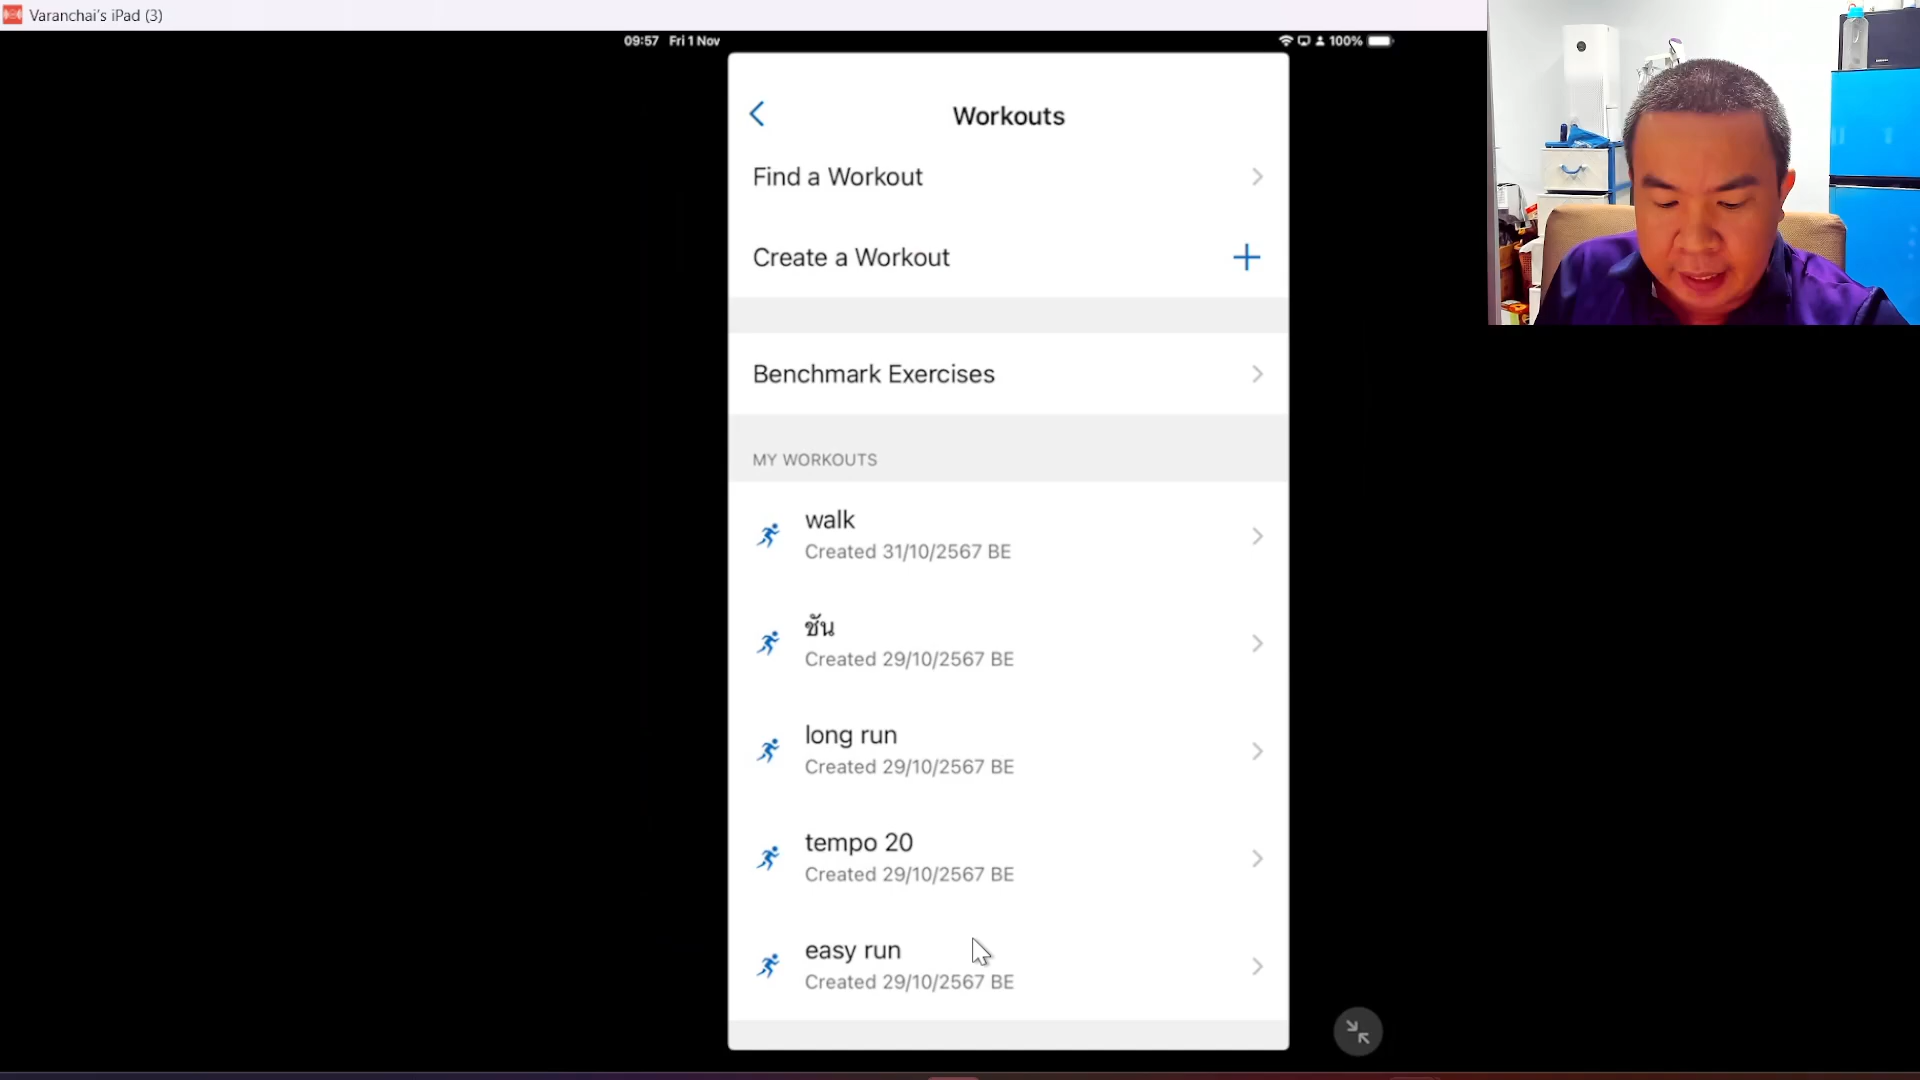 Varanchai's iPad (3)
09:57 Fri 1 Nov
100%
Workouts
Find a Workout
Create a Workout
Benchmark Exercises
MY WORKOUTS
walk
Created 31/10/2567 BE
ชัน
Created 29/10/2567 BE
long run
Created 29/10/2567 BE
tempo 20
Created 29/10/2567 BE
easy run
Created 29/10/2567 BE